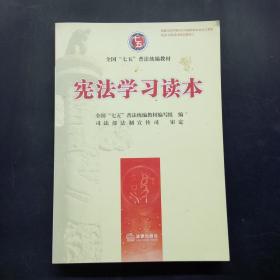 七五
全国“七五”普法统编教材
宪法学习读本
全国“七五”普法统编教材编写组 编
司法部法制宣传司 审定
法律出版社